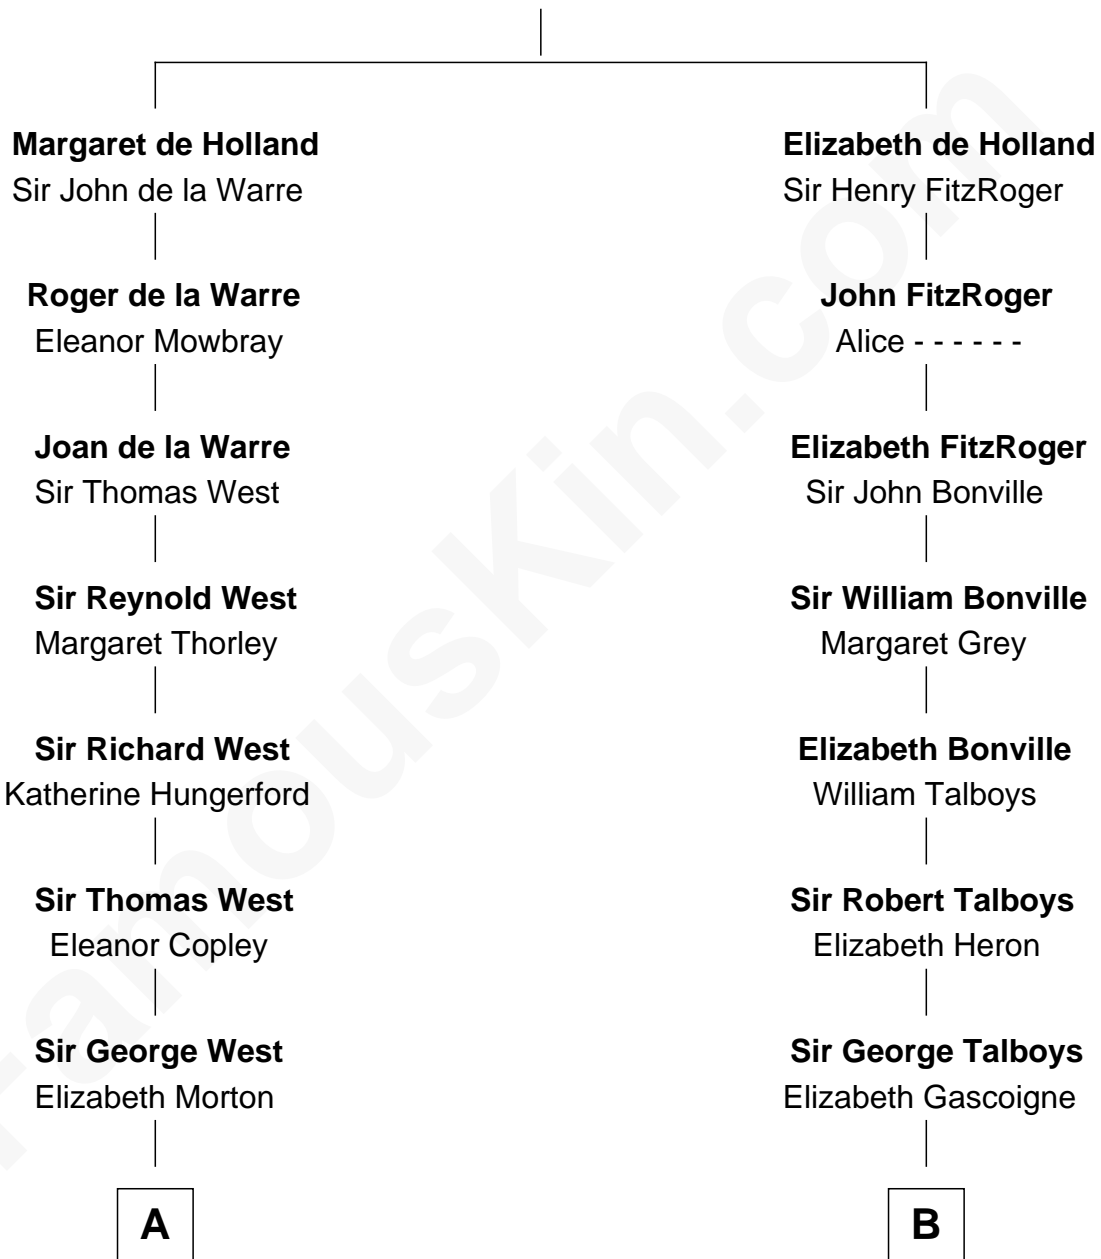 Margaret de Holland
Sir John de la Warre
Elizabeth de Holland
Sir Henry FitzRoger
Roger de la Warre
Eleanor Mowbray
John FitzRoger
Alice - - - - - -
Joan de la Warre
Sir Thomas West
Elizabeth FitzRoger
Sir John Bonville
Sir Reynold West
Margaret Thorley
Sir William Bonville
Margaret Grey
Sir Richard West
Katherine Hungerford
Elizabeth Bonville
William Talboys
Sir Thomas West
Eleanor Copley
Sir Robert Talboys
Elizabeth Heron
Sir George West
Elizabeth Morton
Sir George Talboys
Elizabeth Gascoigne
A
B
FamousKin.com